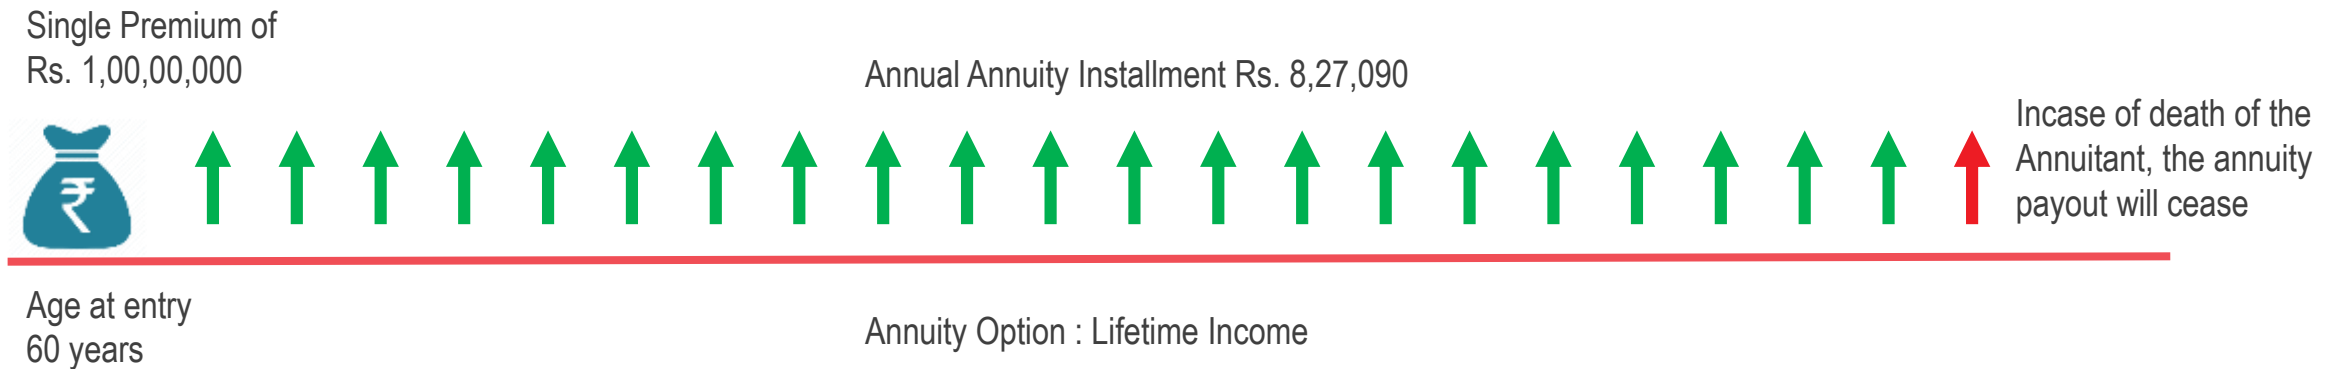 Single Premium of
Rs. 1,00,00,000
Annual Annuity Installment Rs. 8,27,090
Incase of death of the
Annuitant, the annuity
payout will cease
₹
Age at entry
60 years
Annuity Option : Lifetime Income